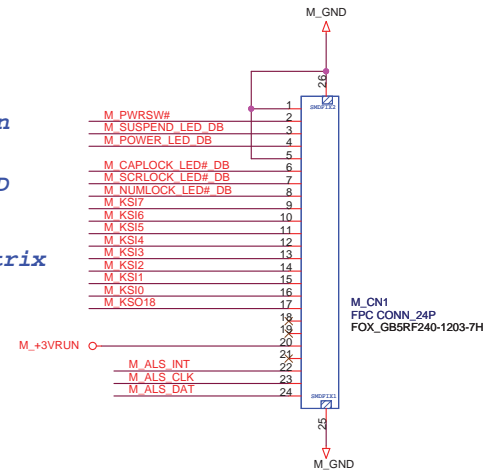 M_GND
26
SMDFIX2
1
M_PWRSW# 2
M_SUSPEND_LED_DB 3
M_POWER_LED_DB 4
5
M_CAPLOCK_LED#_DB 6
M_SCRLOCK_LED#_DB 7
M_NUMLOCK_LED#_DB 8
M_KSI7 9
M_KSI6 10
M_KSI5 11
M_KSI4 12
M_KSI3 13
M_KSI2 14
M_KSI1 15
M_KSI0 16
M_KSO18 17
18
19
M_+3VRUN 20
21
M_ALS_INT 22
M_ALS_CLK 23
M_ALS_DAT 24
SMDFIX1
25
M_GND
n
D
trix
M_CN1
FPC CONN_24P
FOX_GB5RF240-1203-7H